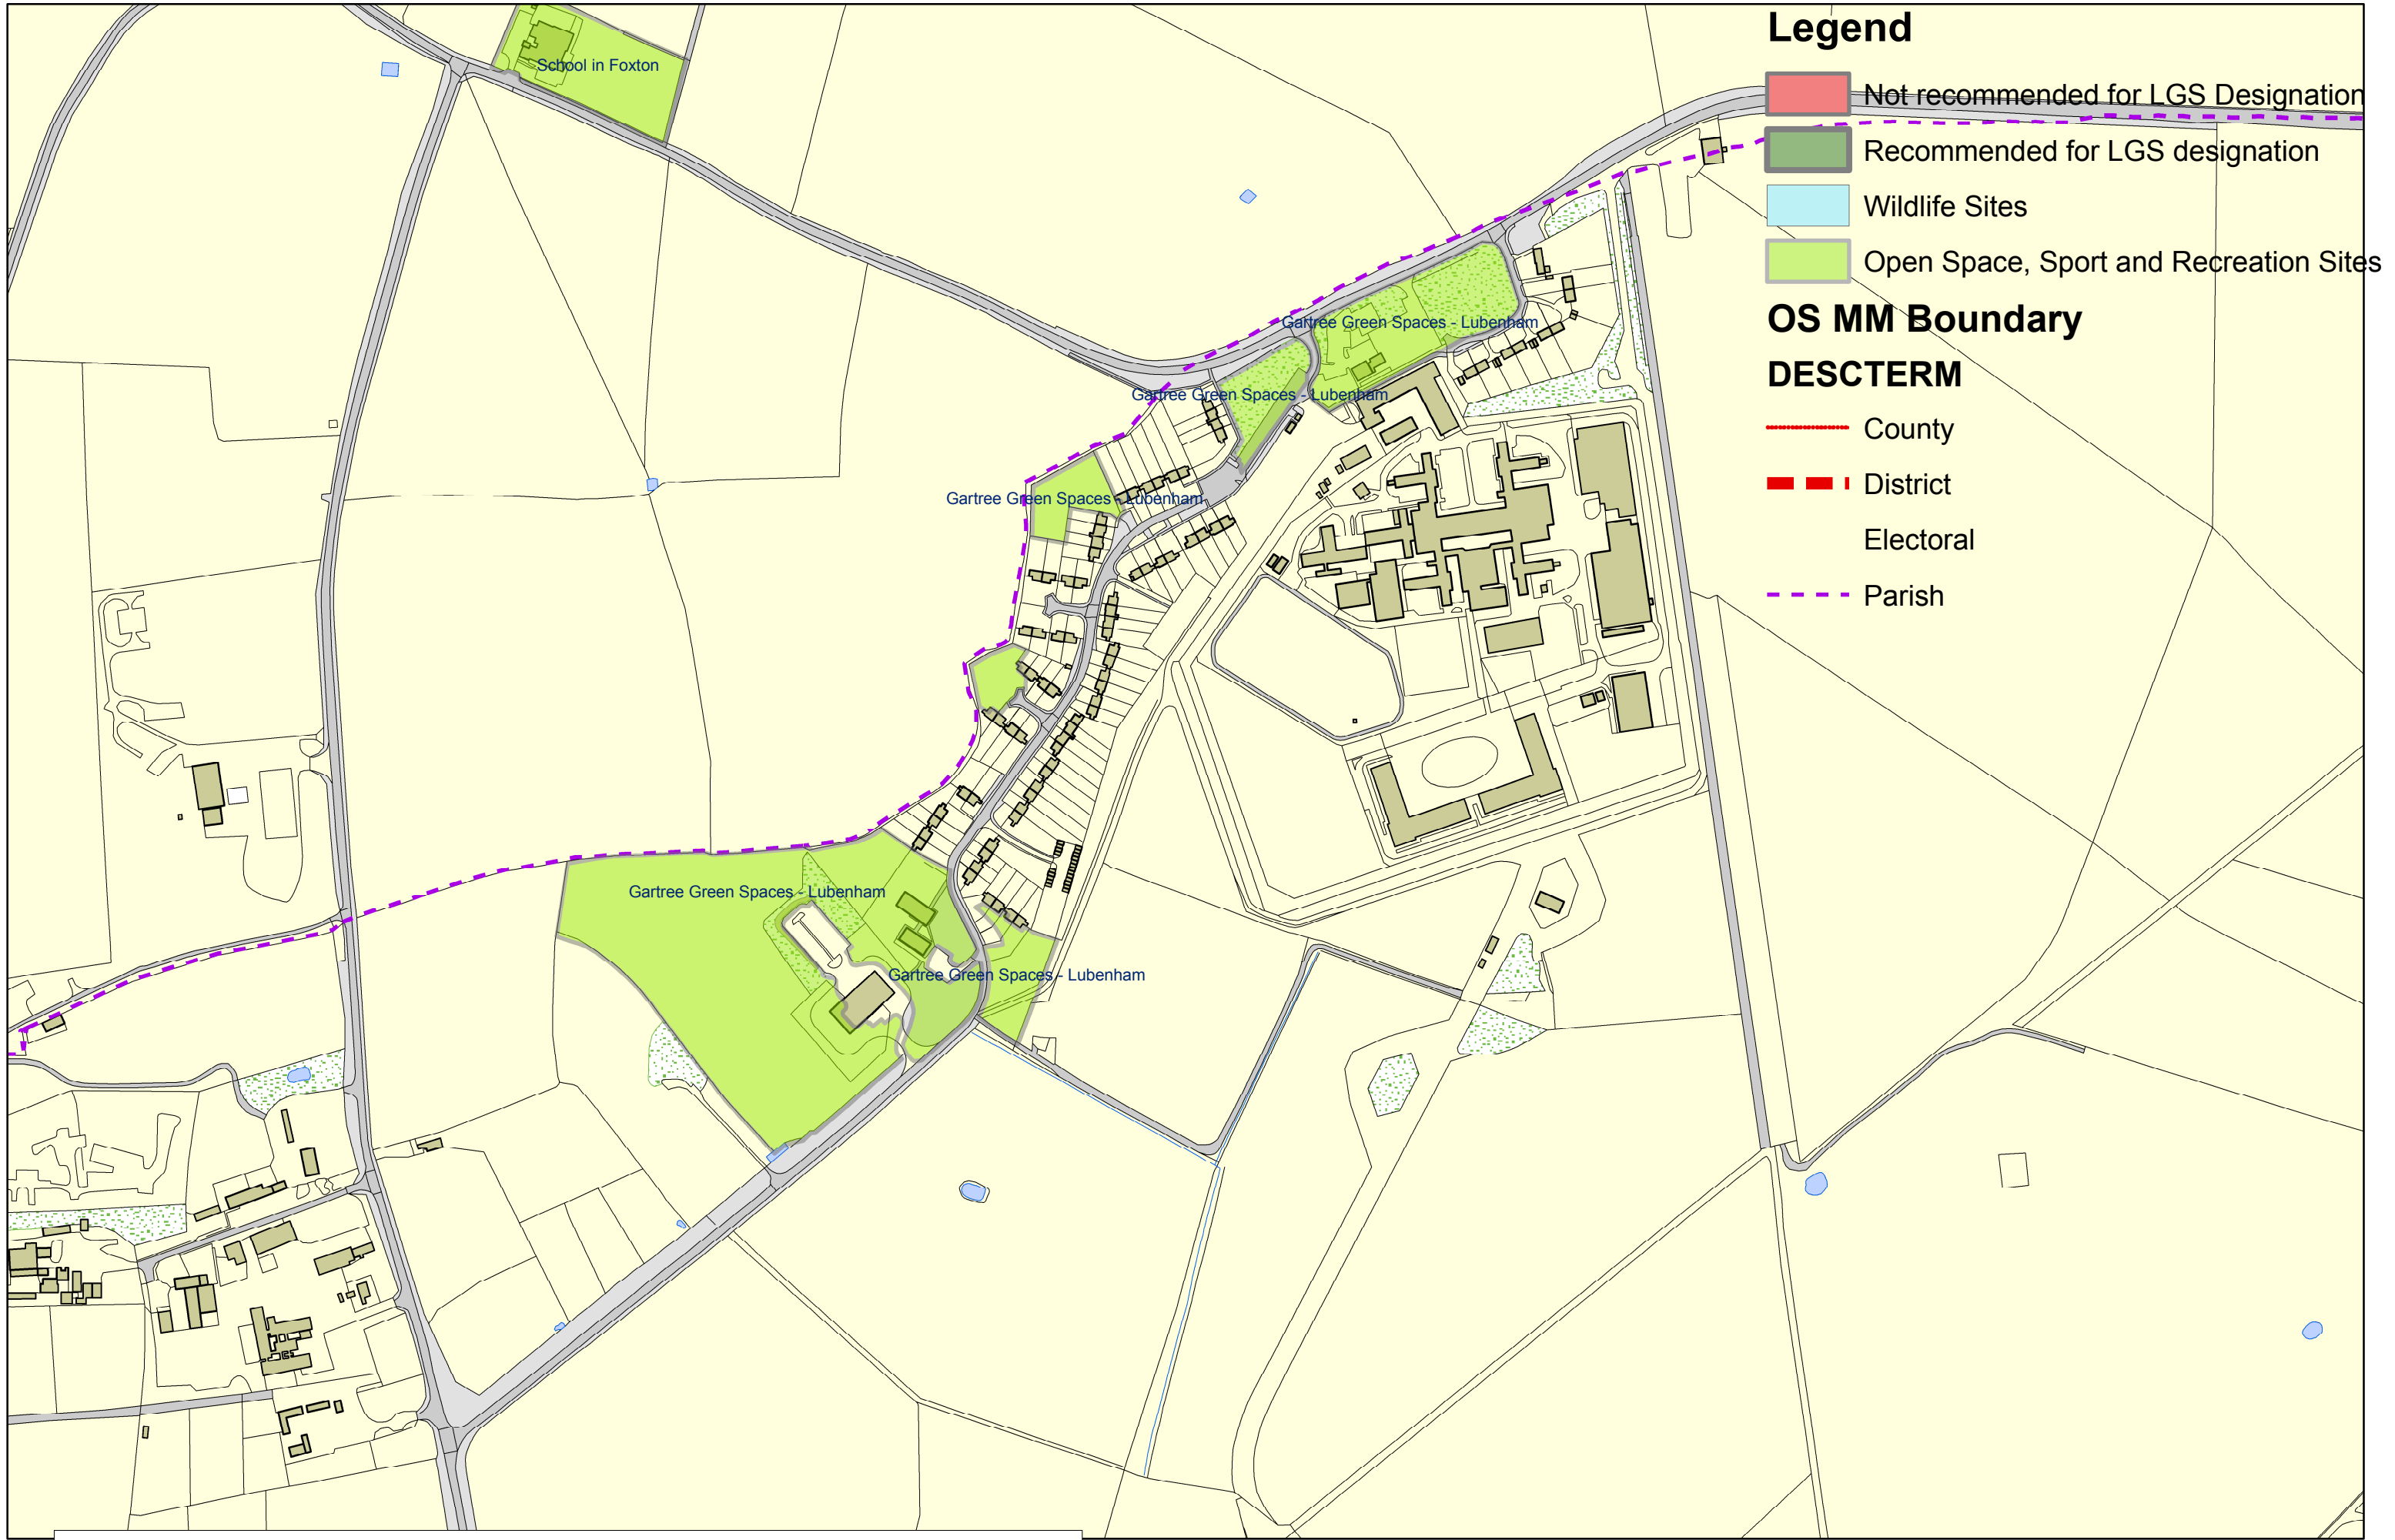 Legend
School in Foxton
Not recommended for LGS Designation
Recommended for LGS designation
Wildlife Sites
Open Space, Sport and Recreation Sites
OS MM Boundary
Gartree Green Spaces - Lubenham
DESCTERM
Gartree Green Spaces - Lubenham
County
District
Gartree Green Spaces - Lubenham
Electoral
Parish
Gartree Green Spaces - Lubenham
Gartree Green Spaces - Lubenham